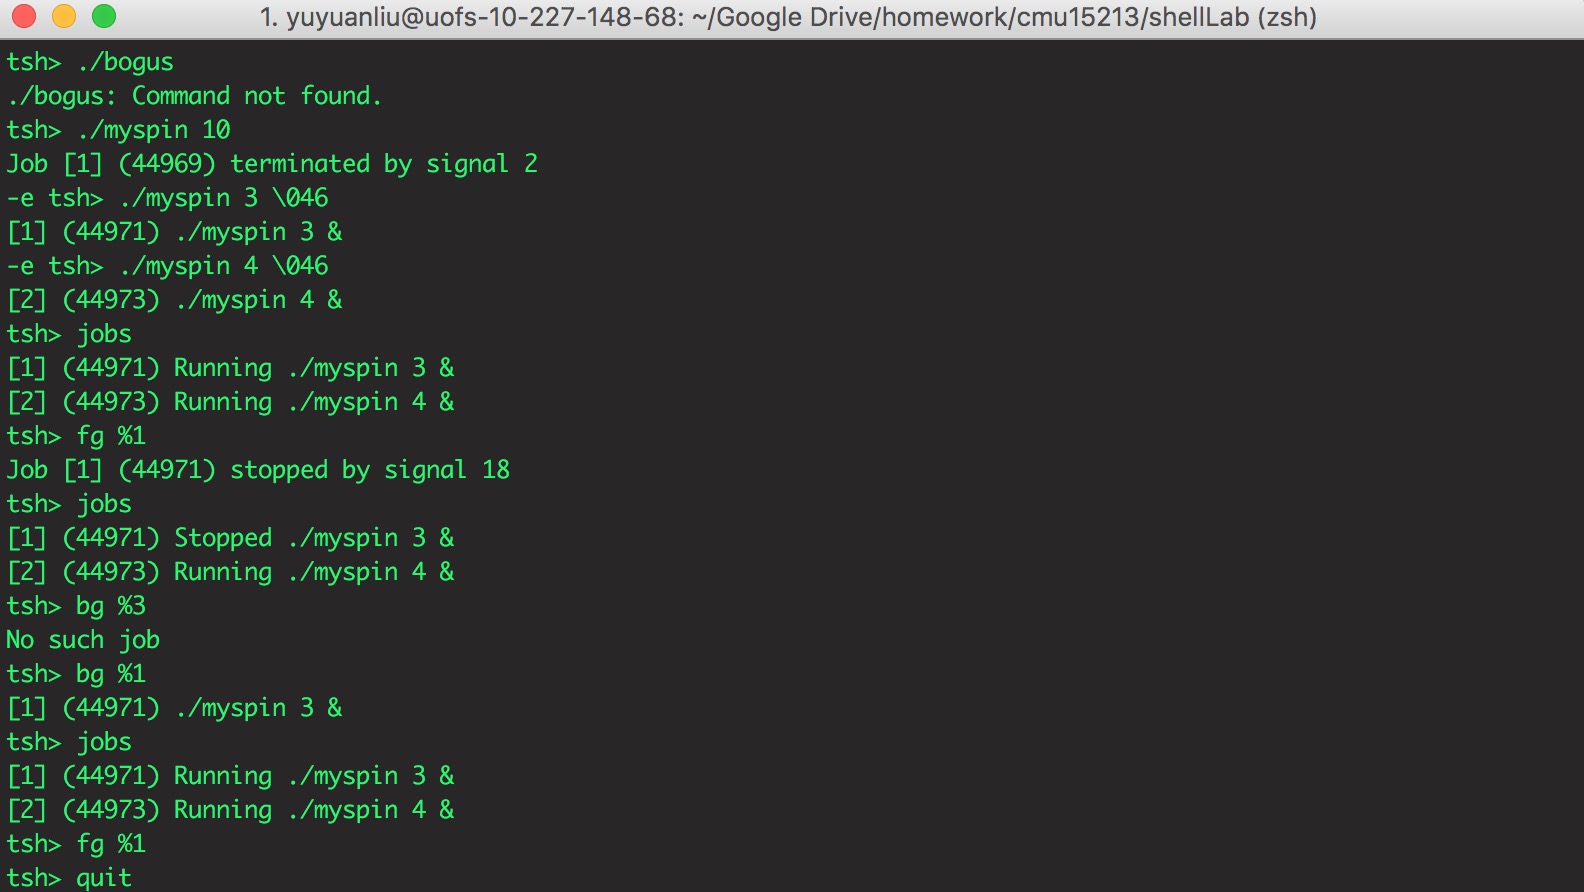 1. yuyuanliu@uofs-10-227-148-68: ~/Google Drive/homework/cmu15213/shellLab (zsh)
tsh> ./bogus
./bogus: Command not found.
tsh> ./myspin 10
Job [1] (44969) terminated by signal 2
-e tsh> ./myspin 3 \046
[1] (44971) ./myspin 3 &
-e tsh> ./myspin 4 \046
[2] (44973) ./myspin 4 &
tsh> jobs
[1] (44971) Running ./myspin 3 &
[2] (44973) Running ./myspin 4 &
tsh> fg %1
Job [1] (44971) stopped by signal 18
tsh> jobs
[1] (44971) Stopped ./myspin 3 &
[2] (44973) Running ./myspin 4 &
tsh> bg %3
No such job
tsh> bg %1
[1] (44971) ./myspin 3 &
tsh> jobs
[1] (44971) Running ./myspin 3 &
[2] (44973) Running ./myspin 4 &
tsh> fg %1
tsh> quit